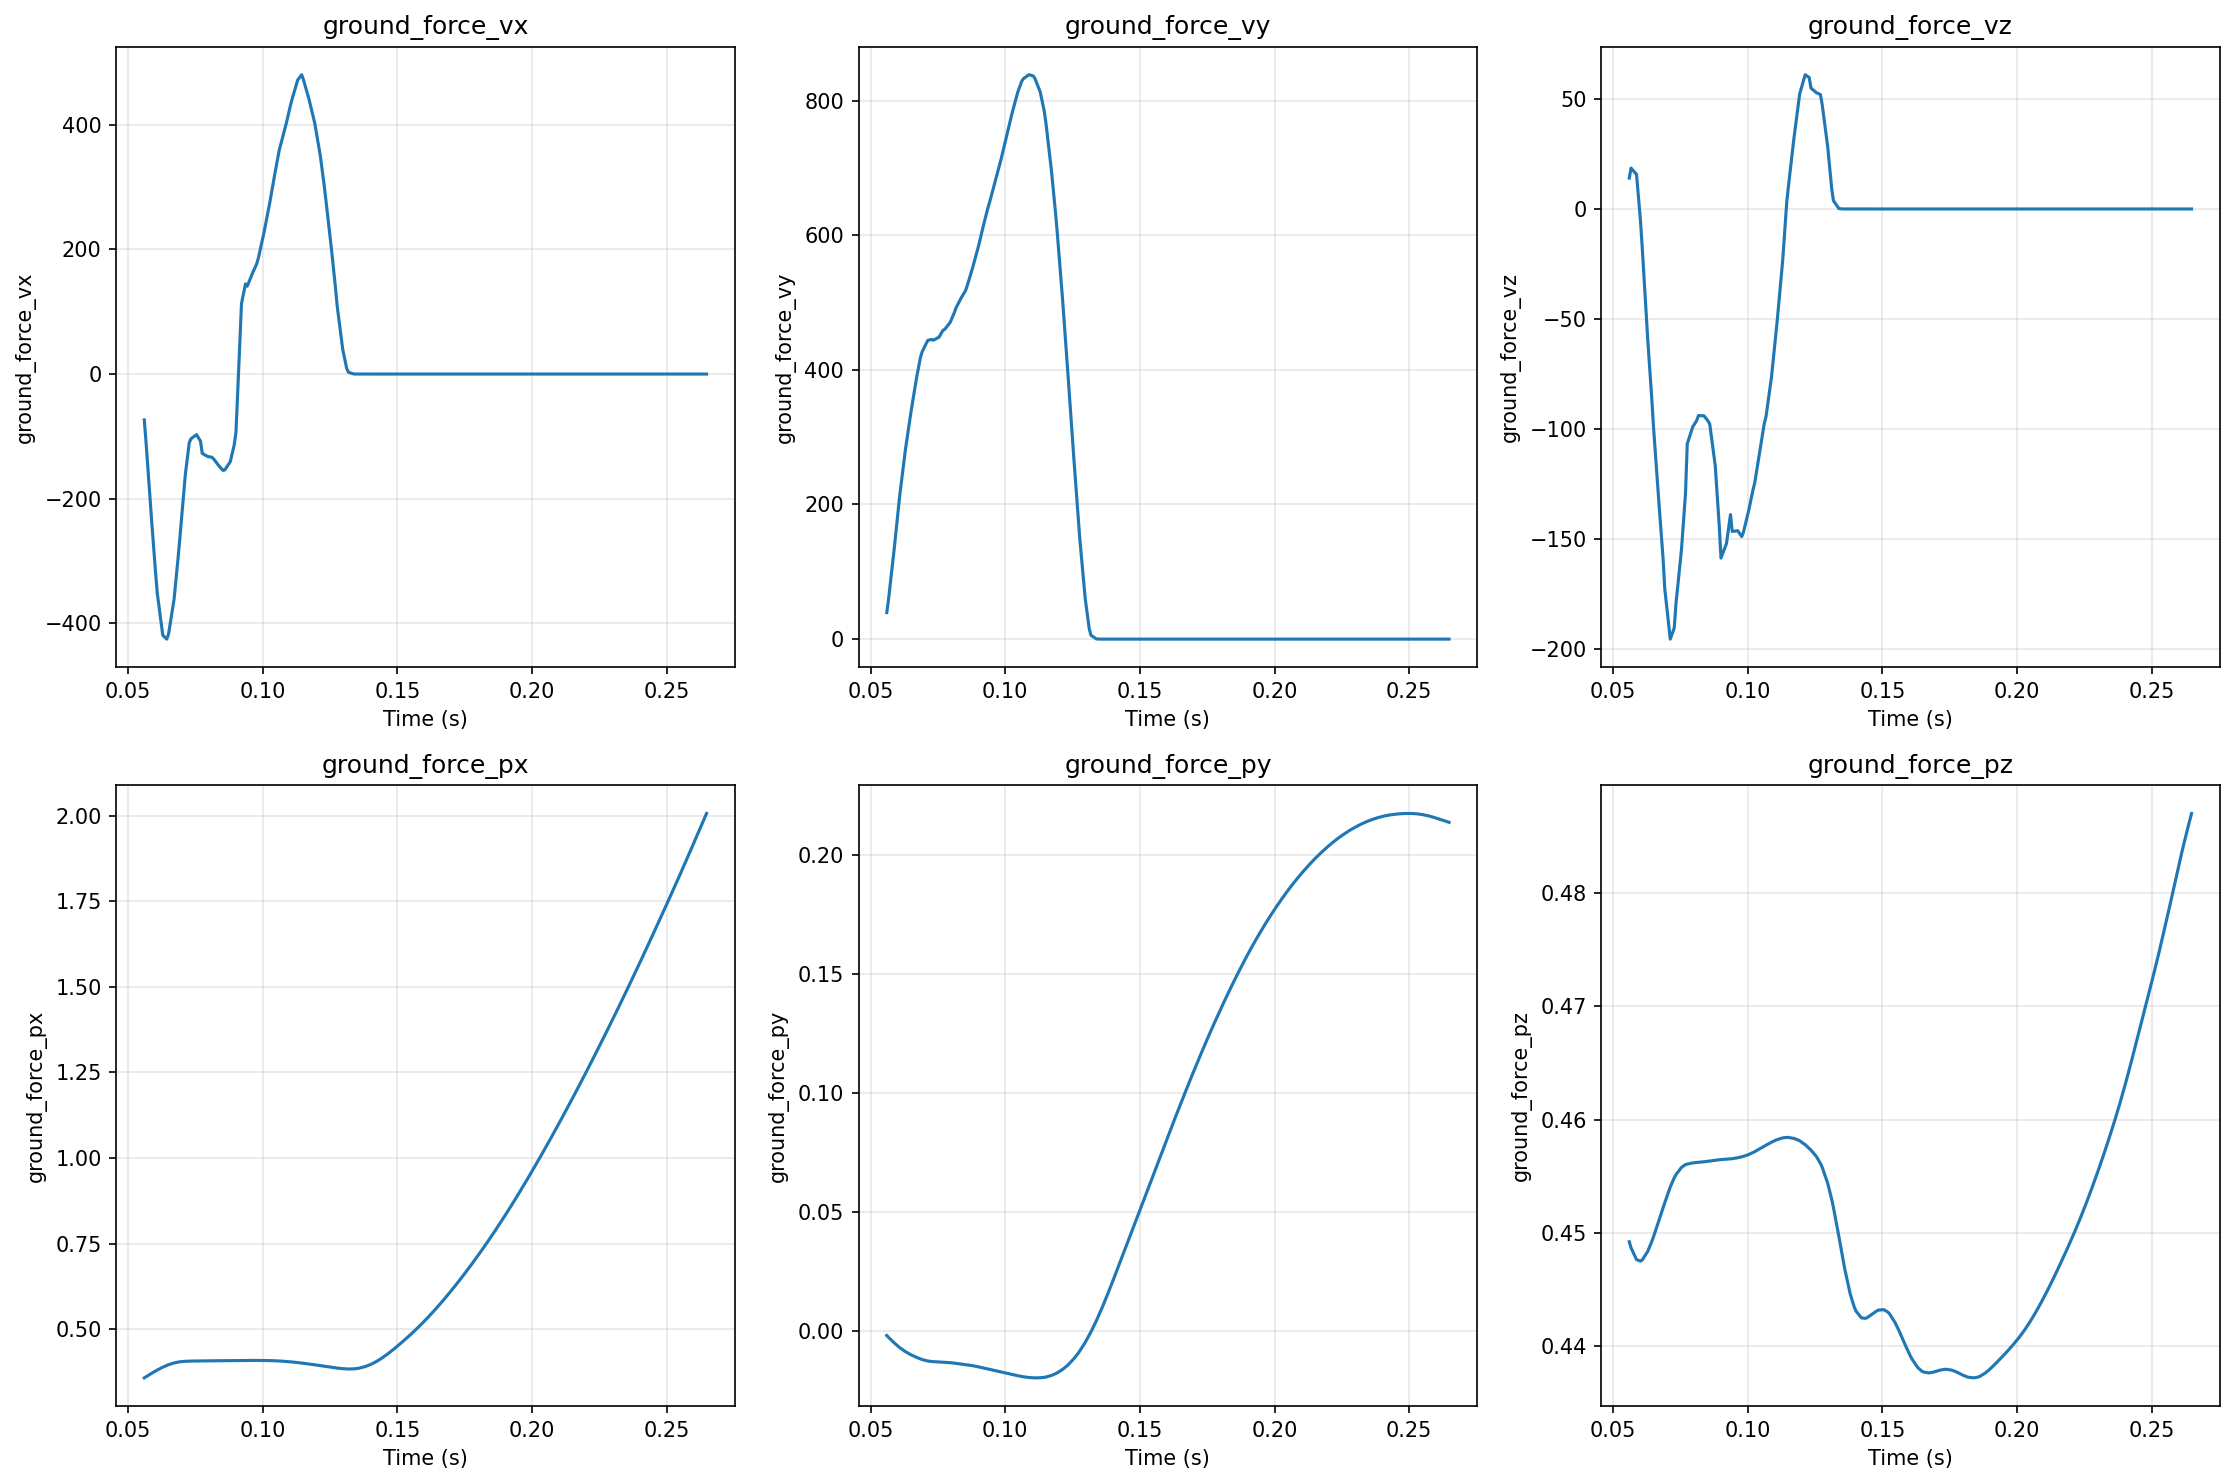 ground_force_vx
ground_force_vx
400
200
0
−200
−400
0.05 0.10 0.15 0.20 0.25
Time (s)
ground_force_vy
ground_force_vy
800
600
400
200
0
0.05 0.10 0.15 0.20 0.25
Time (s)
ground_force_vz
ground_force_vz
50
0
−50
−100
−150
−200
0.05 0.10 0.15 0.20 0.25
Time (s)
ground_force_px
ground_force_px
2.00
1.75
1.50
1.25
1.00
0.75
0.50
0.05 0.10 0.15 0.20 0.25
Time (s)
ground_force_py
ground_force_py
0.20
0.15
0.10
0.05
0.00
0.05 0.10 0.15 0.20 0.25
Time (s)
ground_force_pz
ground_force_pz
0.48
0.47
0.46
0.45
0.44
0.05 0.10 0.15 0.20 0.25
Time (s)